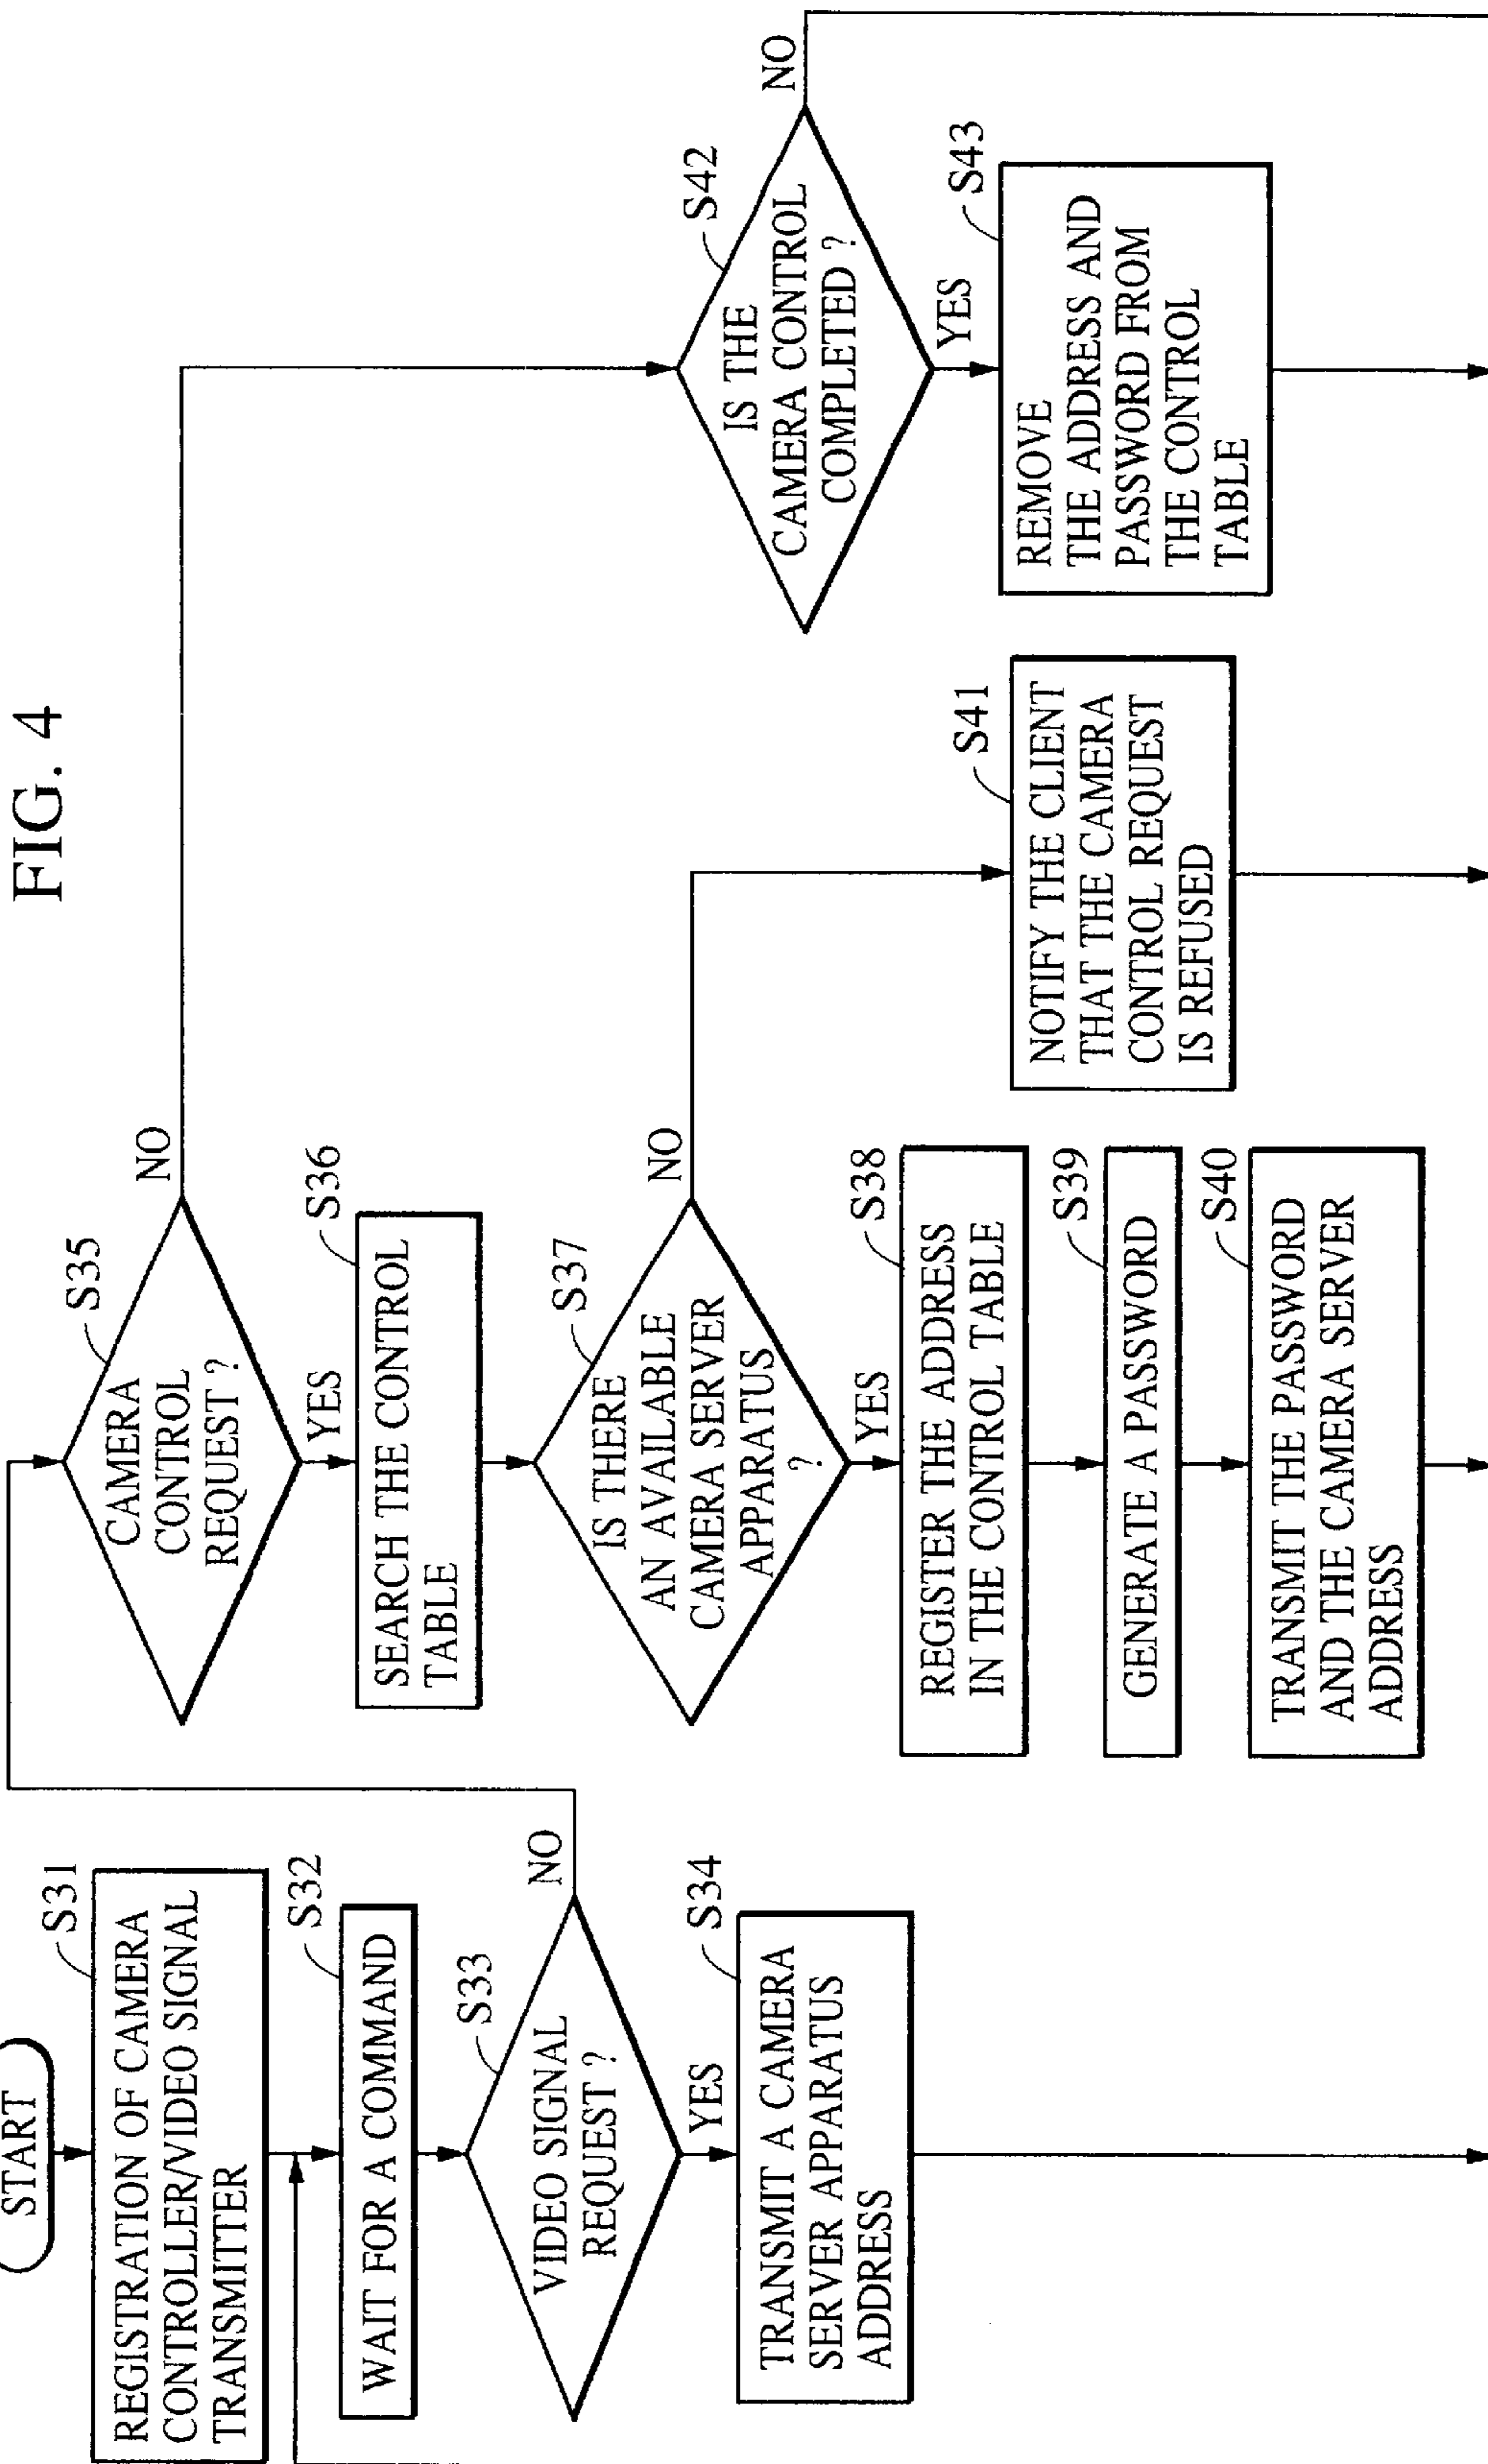 FIG. 4
START
S31
REGISTRATION OF CAMERA
CONTROLLER/VIDEO SIGNAL
TRANSMITTER
S32
WAIT FOR A COMMAND
S33
VIDEO SIGNAL
REQUEST ?
NO
YES
S34
TRANSMIT A CAMERA
SERVER APPARATUS
ADDRESS
S35
CAMERA
CONTROL
REQUEST ?
NO
YES
S36
SEARCH THE CONTROL
TABLE
S37
IS THERE
AN AVAILABLE
CAMERA SERVER
APPARATUS
?
NO
YES
S38
REGISTER THE ADDRESS
IN THE CONTROL TABLE
S39
GENERATE A PASSWORD
S40
TRANSMIT THE PASSWORD
AND THE CAMERA SERVER
ADDRESS
S41
NOTIFY THE CLIENT
THAT THE CAMERA
CONTROL REQUEST
IS REFUSED
S42
IS THE
CAMERA CONTROL
COMPLETED ?
NO
YES
S43
REMOVE
THE ADDRESS AND
PASSWORD FROM
THE CONTROL
TABLE